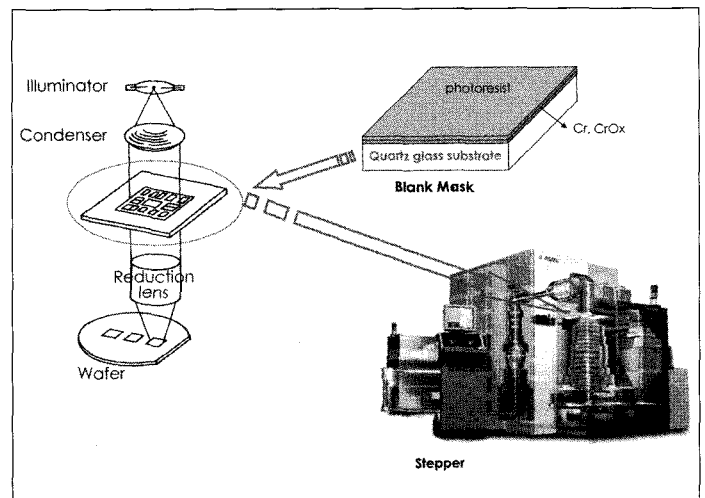 Illuminator
Condenser
Reduction
lens
Wafer
photoresist
Cr, CrOx
Quartz glass substrate
Blank Mask
Stepper